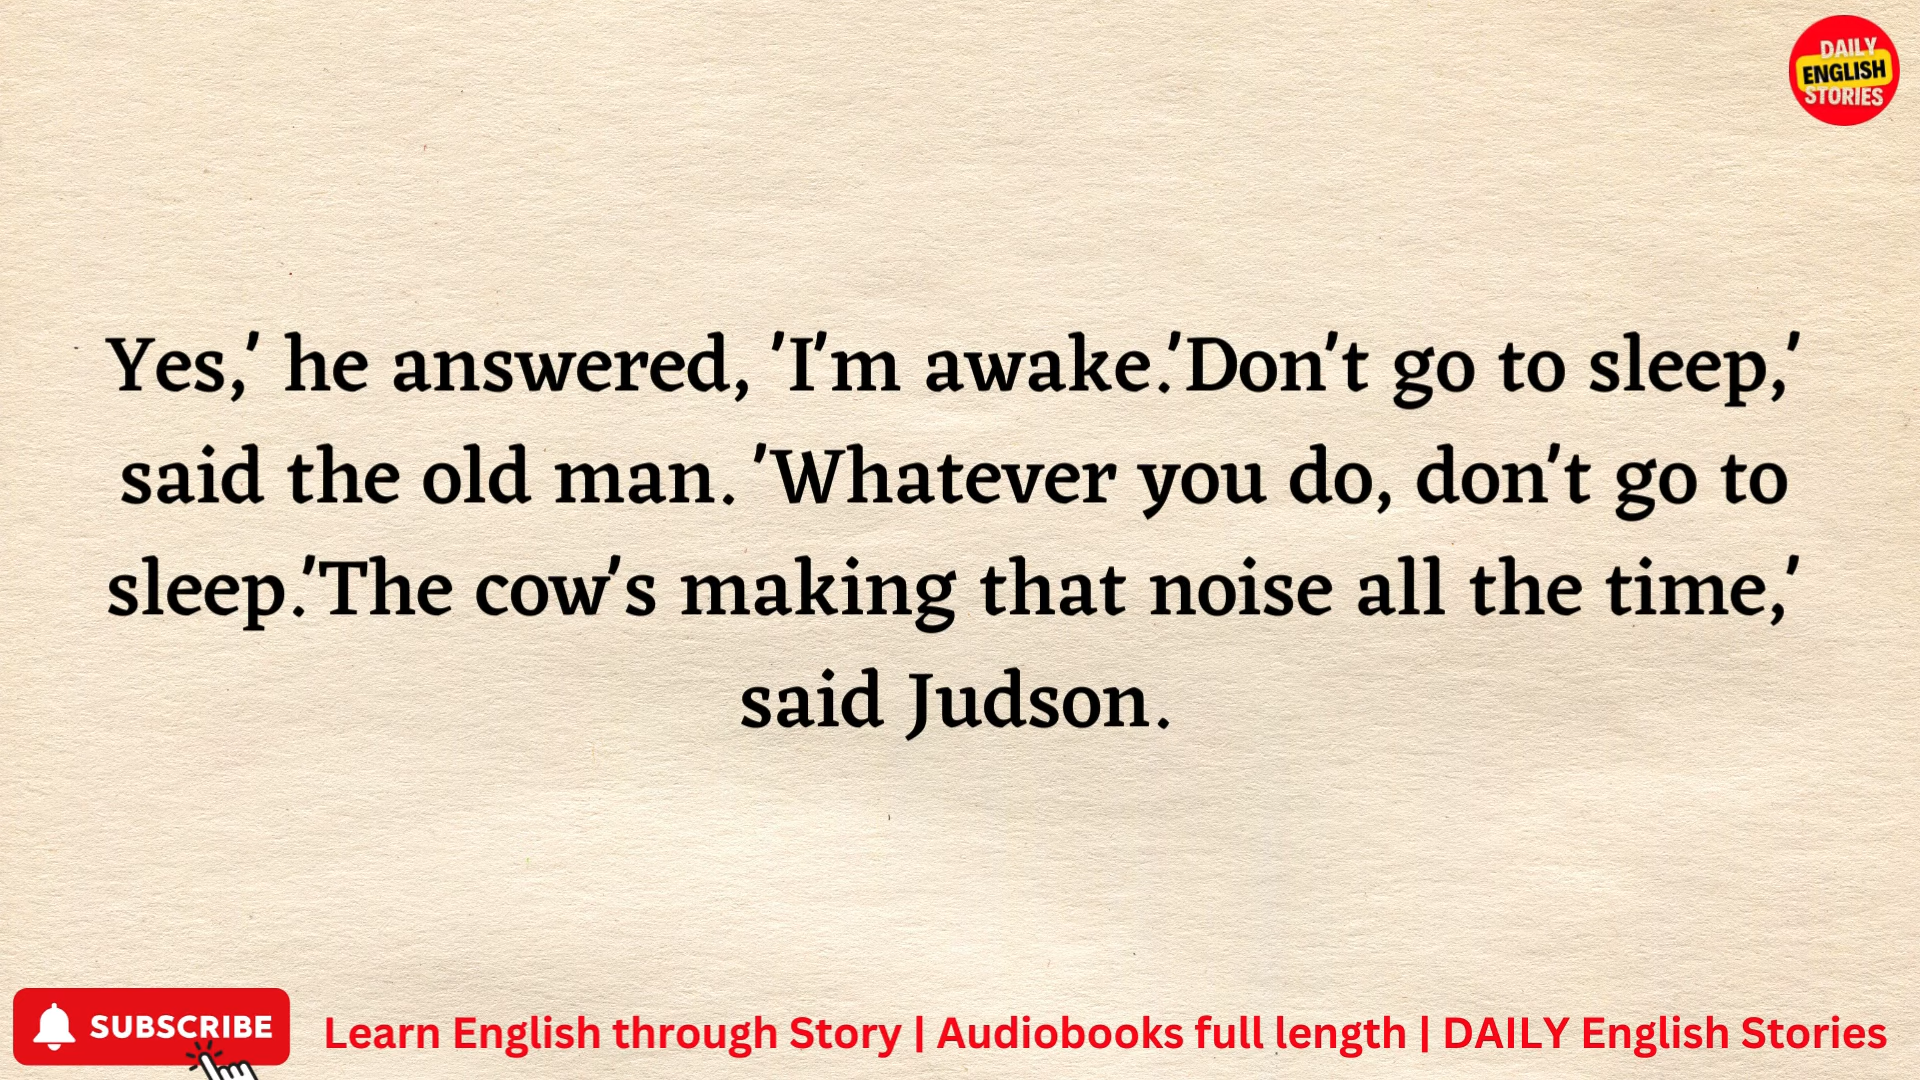 DAILY
ENGLISH
STORIES
Yes,' he answered, 'I'm awake.'Don't go to sleep,'
said the old man. 'Whatever you do, don't go to
sleep.'The cow's making that noise all the time,'
said Judson.
SUBSCRIBE
Learn English through Story | Audiobooks full length | DAILY English Stories